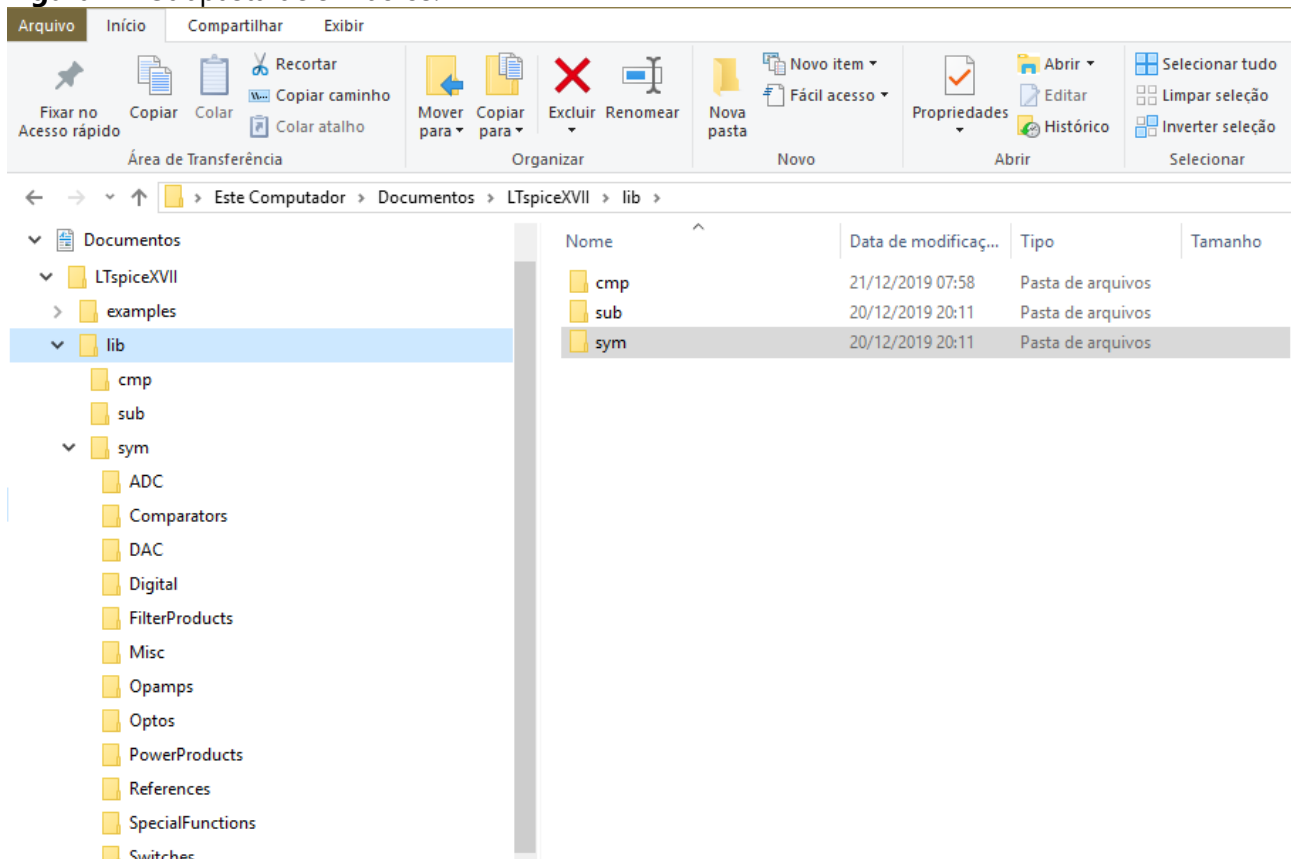 Arquivo Início Compartilhar Exibir
Fixar no Acesso rápido
Copiar
Colar
Recortar
Copiar caminho
Colar atalho
Mover para
Copiar para
Excluir
Renomear
Nova pasta
Novo item
Fácil acesso
Propriedades
Abrir
Editar
Histórico
Selecionar tudo
Limpar seleção
Inverter seleção
Área de Transferência Organizar Novo Abrir Selecionar
Este Computador > Documentos > LTspiceXVII > lib >
Documentos
LTspiceXVII
examples
lib
cmp
sub
sym
ADC
Comparators
DAC
Digital
FilterProducts
Misc
Opamps
Optos
PowerProducts
References
SpecialFunctions
Switches
Nome Data de modificaç... Tipo Tamanho
cmp 21/12/2019 07:58 Pasta de arquivos
sub 20/12/2019 20:11 Pasta de arquivos
sym 20/12/2019 20:11 Pasta de arquivos